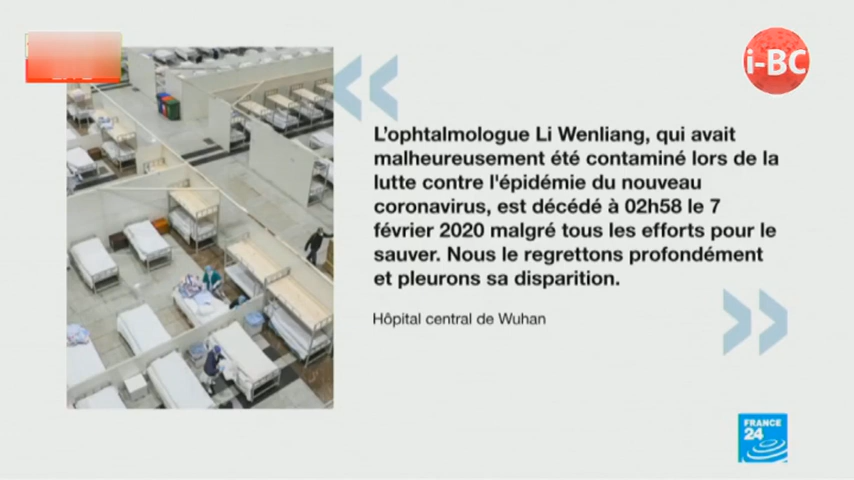 i-BC
L'ophtalmologue Li Wenliang, qui avait
malheureusement été contaminé lors de la
lutte contre l'épidémie du nouveau
coronavirus, est décédé à 02h58 le 7
février 2020 malgré tous les efforts pour le
sauver. Nous le regrettons profondément
et pleurons sa disparition.
Hôpital central de Wuhan
FRANCE
24